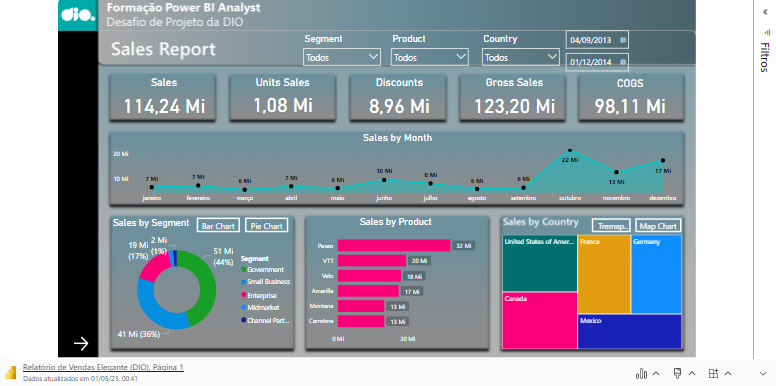 dio.
Formação Power BI Analyst
Desafio de Projeto da DIO
Sales Report
Segment
Todos
Product
Todos
Country
Todos
04/09/2013
01/12/2014
Filtros
Sales
114,24 Mi
Units Sales
1,08 Mi
Discounts
8,96 Mi
Gross Sales
123,20 Mi
COGS
98,11 Mi
Sales by Month
20 Mi
10 Mi
7 Mi
7 Mi
6 Mi
7 Mi
6 Mi
10 Mi
8 Mi
6 Mi
6 Mi
22 Mi
13 Mi
17 Mi
janeiro
fevereiro
março
abril
maio
junho
julho
agosto
setembro
outubro
novembro
dezembro
Sales by Segment
Bar Chart
Pie Chart
19 Mi
(17%)
2 Mi
(1%)
51 Mi
(44%)
41 Mi (36%)
Segment
Government
Small Business
Enterprise
Midmarket
Channel Part...
Sales by Product
Paseo
32 Mi
VTT
20 Mi
Velo
18 Mi
Amarilla
17 Mi
Montana
13 Mi
Carretera
13 Mi
0 Mi
20 Mi
Sales by Country
Tremap..
Map Chart
United States of Amer...
France
Germany
Canada
Mexico
Relatório de Vendas Elegante (DIO), Página 1
Dados atualizados em 01/05/23, 00:41